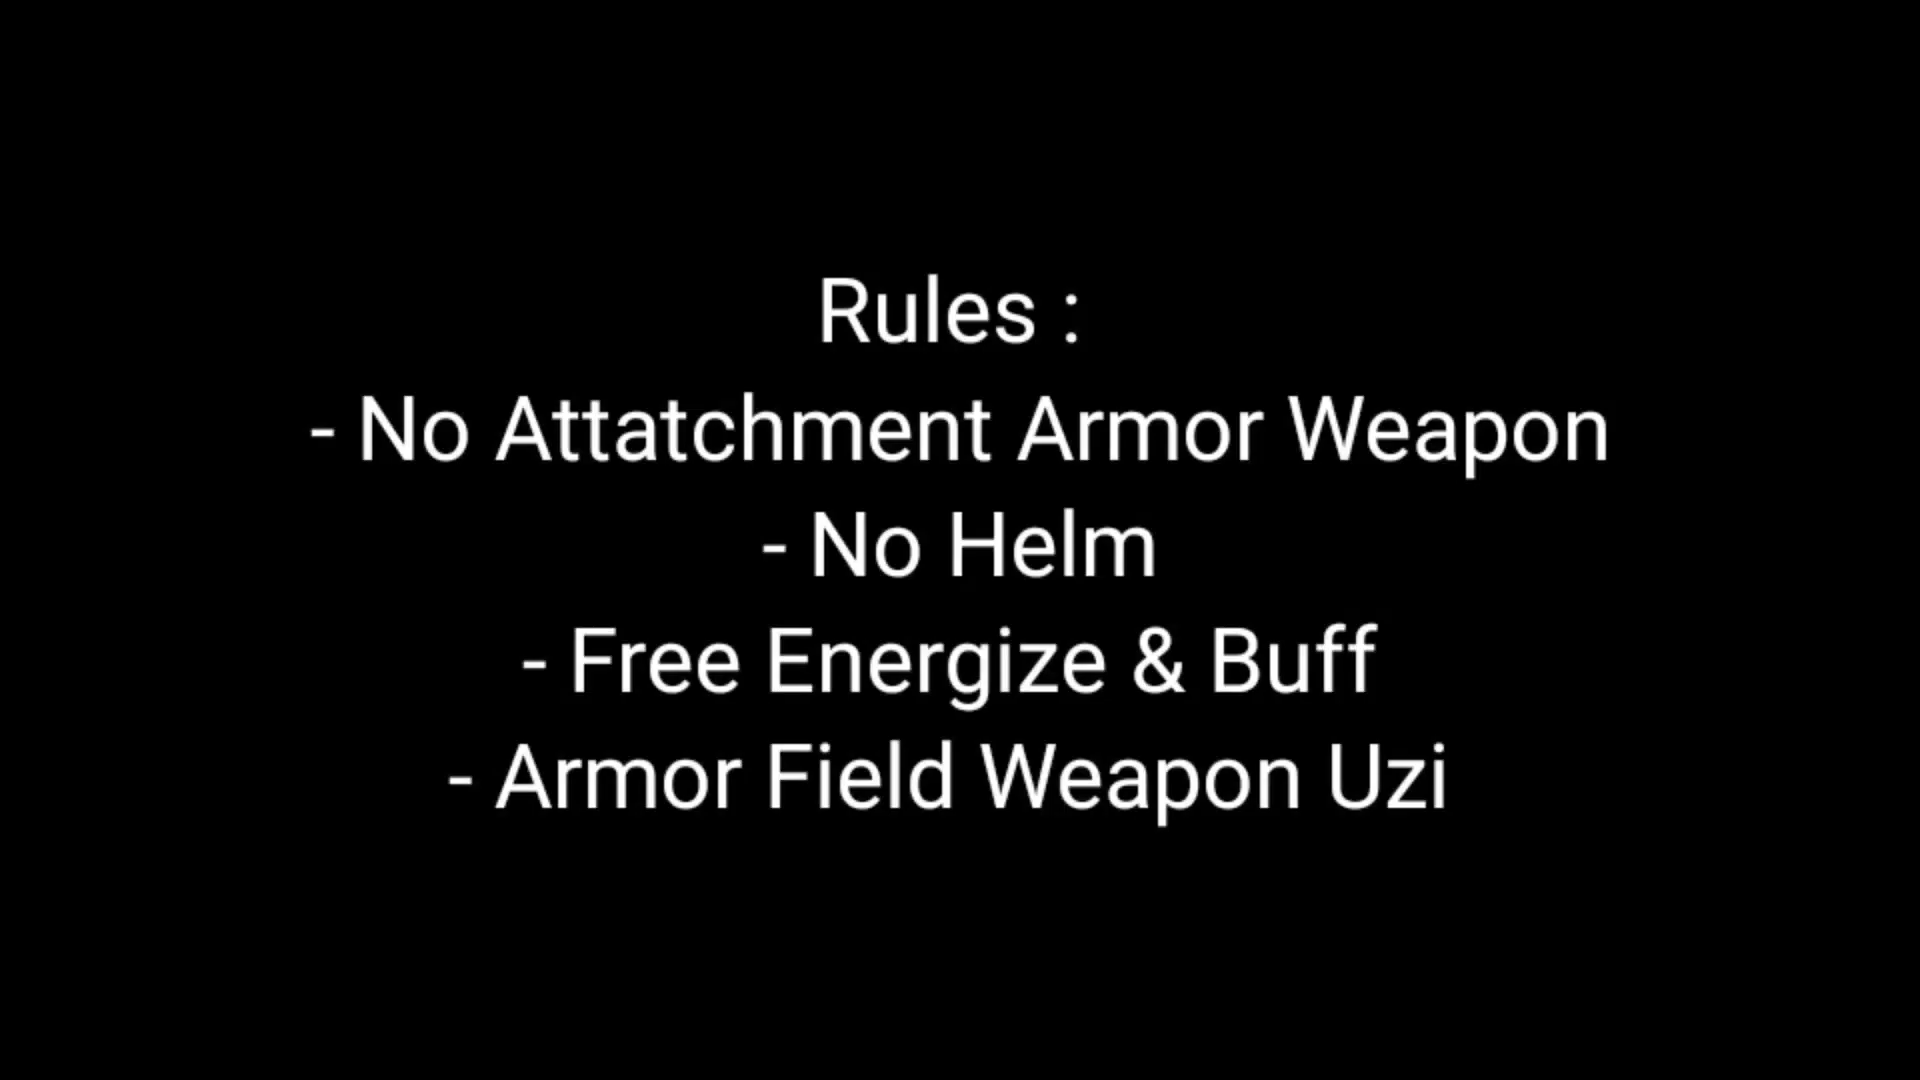 Rules :
- No Attatchment Armor Weapon
- No Helm
- Free Energize & Buff
- Armor Field Weapon Uzi